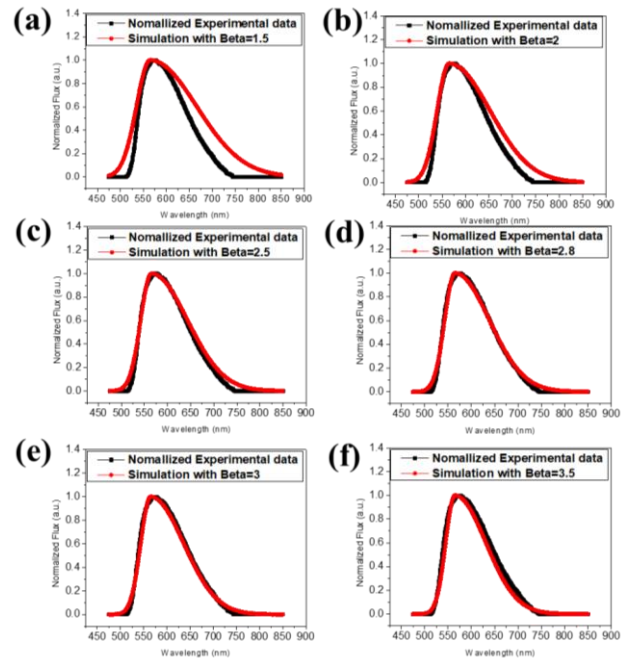 (a)
Nomallized Experimental data
Simulation with Beta=1.5
Normalized Flux (a.u.)
1.4
1.2
1.0
0.8
0.6
0.4
0.2
0.0
450 500 550 600 650 700 750 800 850 900
Wavelength (nm)
(b)
Nomallized Experimental data
Simulation with Beta=2
Normalized Flux (a.u.)
1.4
1.2
1.0
0.8
0.6
0.4
0.2
0.0
450 500 550 600 650 700 750 800 850 900
Wavelength (nm)
(c)
Nomallized Experimental data
Simulation with Beta=2.5
Normalized Flux (a.u.)
1.4
1.2
1.0
0.8
0.6
0.4
0.2
0.0
450 500 550 600 650 700 750 800 850 900
Wavelength (nm)
(d)
Nomallized Experimental data
Simulation with Beta=2.8
Normalized Flux (a.u.)
1.4
1.2
1.0
0.8
0.6
0.4
0.2
0.0
450 500 550 600 650 700 750 800 850 900
Wavelength (nm)
(e)
Nomallized Experimental data
Simulation with Beta=3
Normalized Flux (a.u.)
1.4
1.2
1.0
0.8
0.6
0.4
0.2
0.0
450 500 550 600 650 700 750 800 850 900
Wavelength (nm)
(f)
Nomallized Experimental data
Simulation with Beta=3.5
Normalized Flux (a.u.)
1.4
1.2
1.0
0.8
0.6
0.4
0.2
0.0
450 500 550 600 650 700 750 800 850 900
Wavelength (nm)